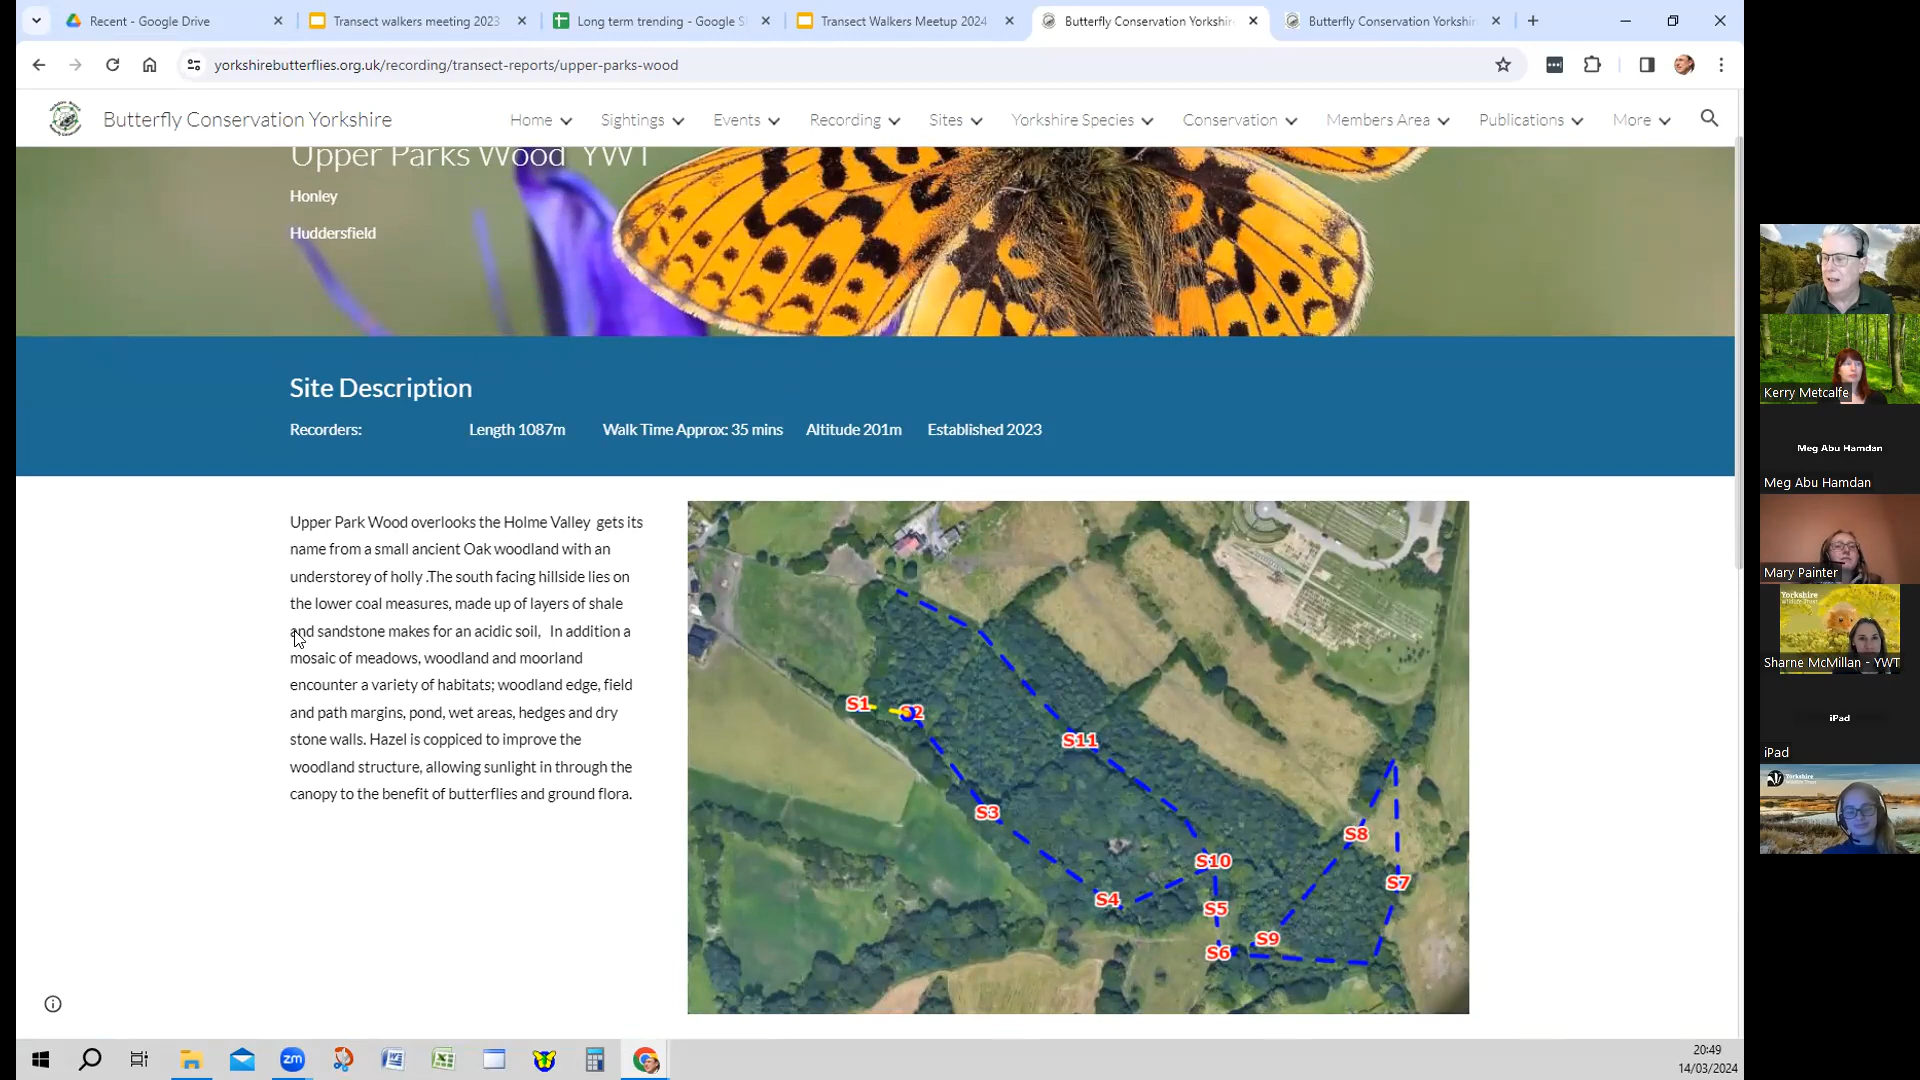 Recent - Google Drive
Transect walkers meeting 2023
Long term trending - Google S
Transect Walkers Meetup 2024
Butterfly Conservation Yorkshir
Butterfly Conservation Yorkshir
yorkshirebutterflies.org.uk/recording/transect-reports/upper-parks-wood
Butterfly Conservation Yorkshire
Home
Sightings
Events
Recording
Sites
Yorkshire Species
Conservation
Members Area
Publications
More
Upper Parks Wood YWT
Honley
Huddersfield
Site Description
Recorders:
Length 1087m
Walk Time Approx: 35 mins
Altitude 201m
Established 2023
Upper Park Wood overlooks the Holme Valley gets its
name from a small ancient Oak woodland with an
understorey of holly .The south facing hillside lies on
the lower coal measures, made up of layers of shale
and sandstone makes for an acidic soil, In addition a
mosaic of meadows, woodland and moorland
encounter a variety of habitats; woodland edge, field
and path margins, pond, wet areas, hedges and dry
stone walls. Hazel is coppiced to improve the
woodland structure, allowing sunlight in through the
canopy to the benefit of butterflies and ground flora.
S1
S2
S11
S3
S8
S10
S7
S4
S5
S9
S6
Kerry Metcalfe
Meg Abu Hamdan
Meg Abu Hamdan
Mary Painter
Yorkshire
Sharne McMillan - YWT
iPad
iPad
Yorkshire
zm
20:49
14/03/2024